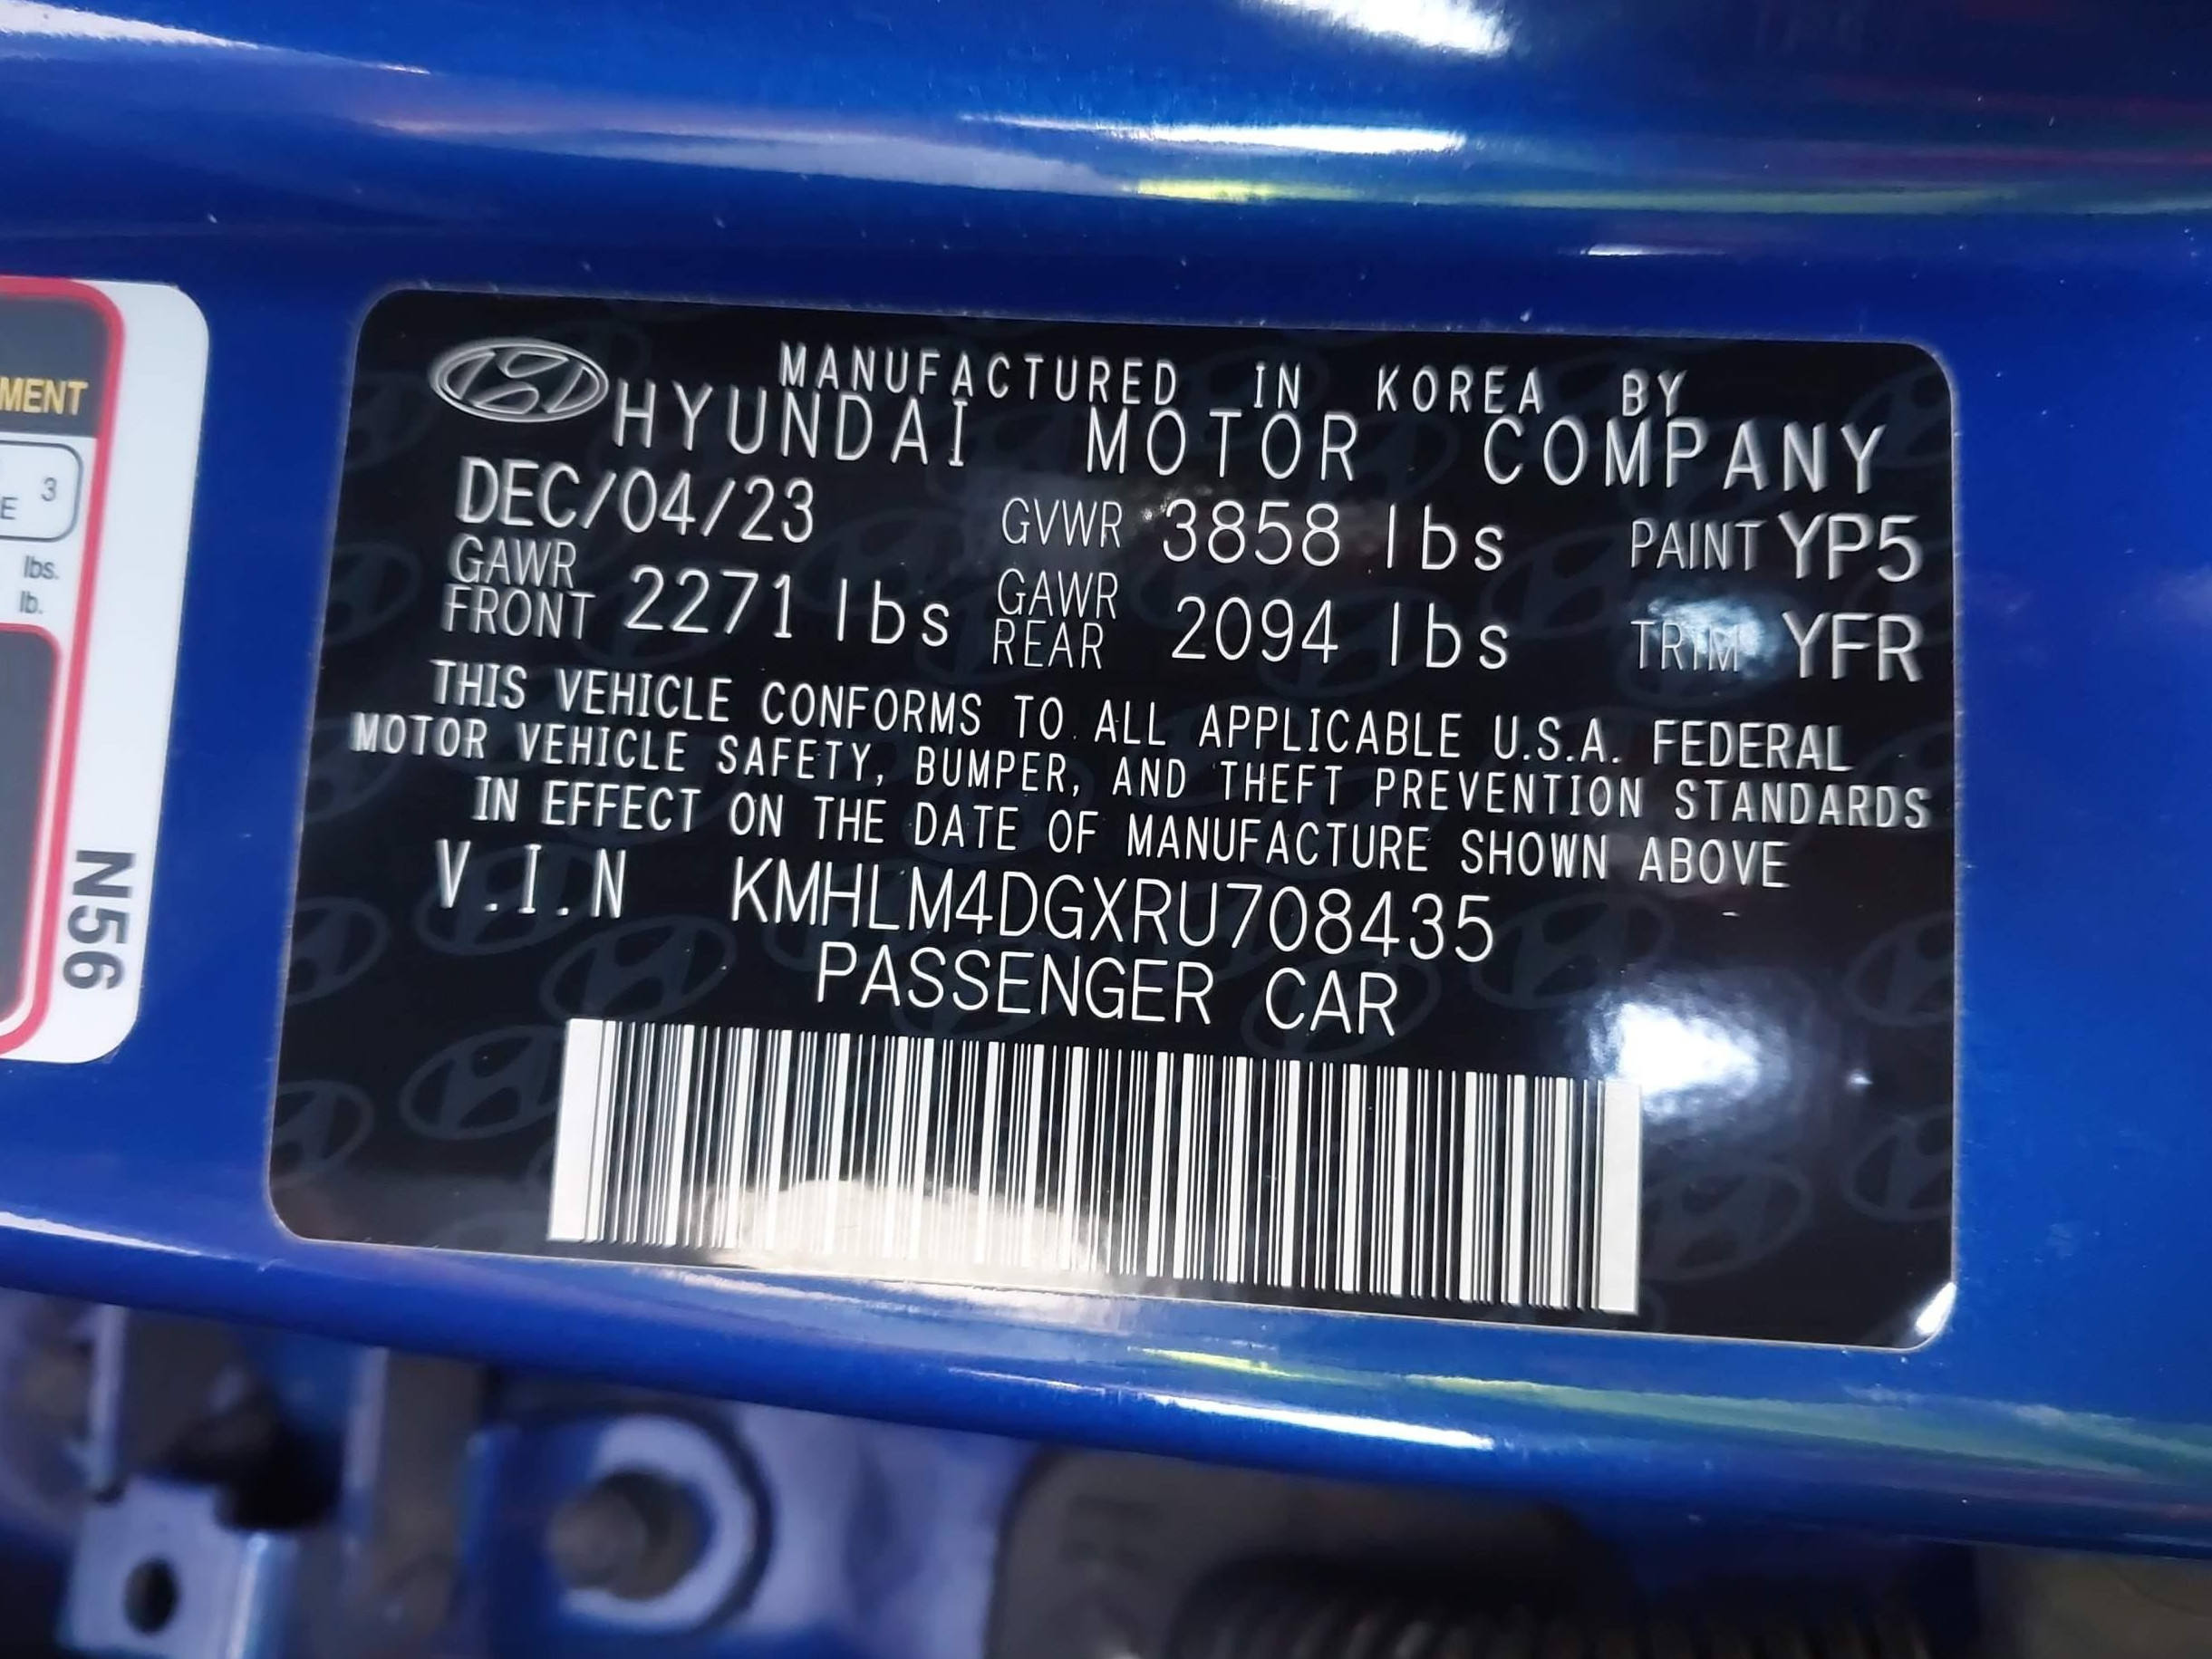 MENT
E 3
lbs.
lb.
N56
MANUFACTURED IN KOREA BY
HYUNDAI MOTOR COMPANY
DEC/04/23 GVWR 3858 lbs PAINT YP5
GAWR FRONT 2271 lbs GAWR REAR 2094 lbs TRIM YFR
THIS VEHICLE CONFORMS TO ALL APPLICABLE U.S.A. FEDERAL
MOTOR VEHICLE SAFETY, BUMPER, AND THEFT PREVENTION STANDARDS
IN EFFECT ON THE DATE OF MANUFACTURE SHOWN ABOVE
V.I.N KMHLM4DGXRU708435
PASSENGER CAR